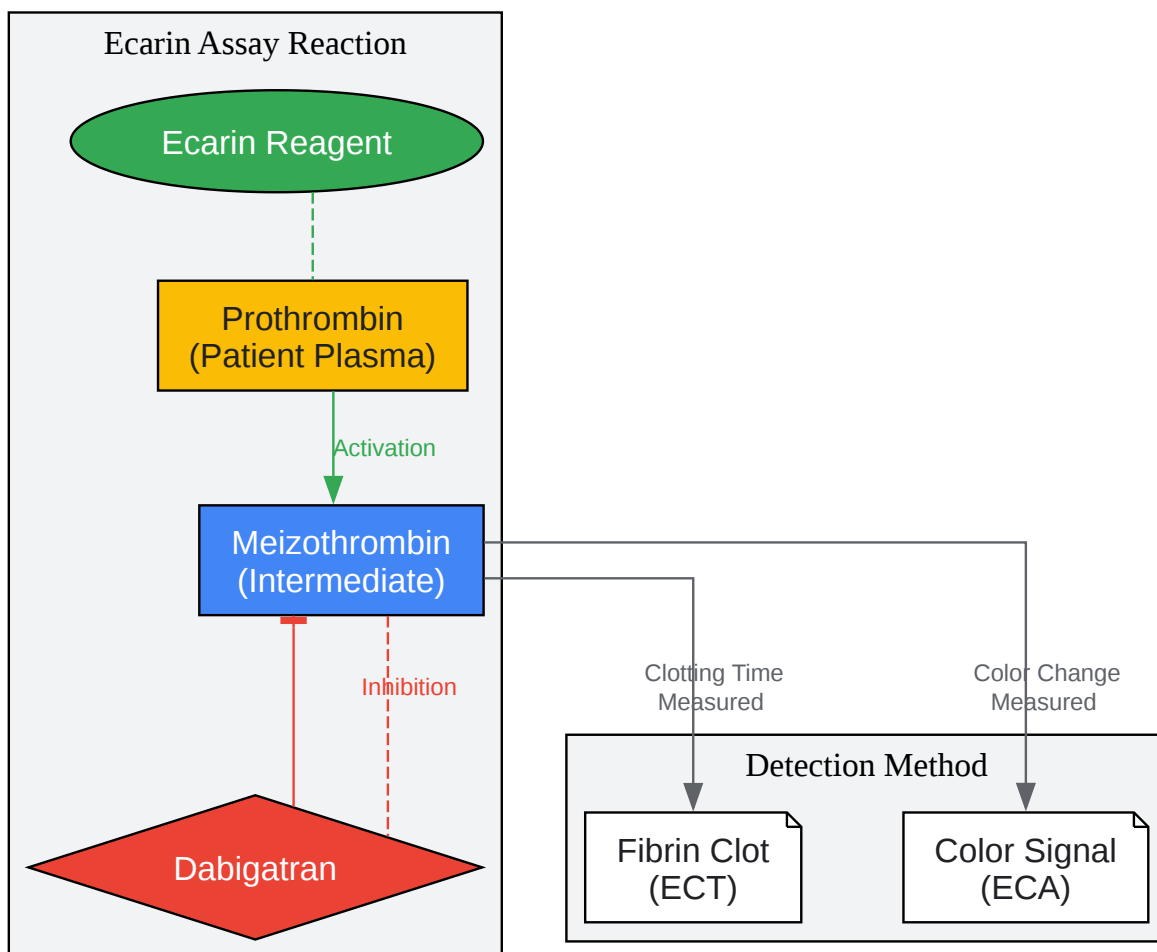 Ecarin Assay Reaction
Ecarin Reagent
Prothrombin
(Patient Plasma)
Activation
Meizothrombin
(Intermediate)
Inhibition
Dabigatran
Clotting Time
Measured
Color Change
Measured
Detection Method
Fibrin Clot
(ECT)
Color Signal
(ECA)